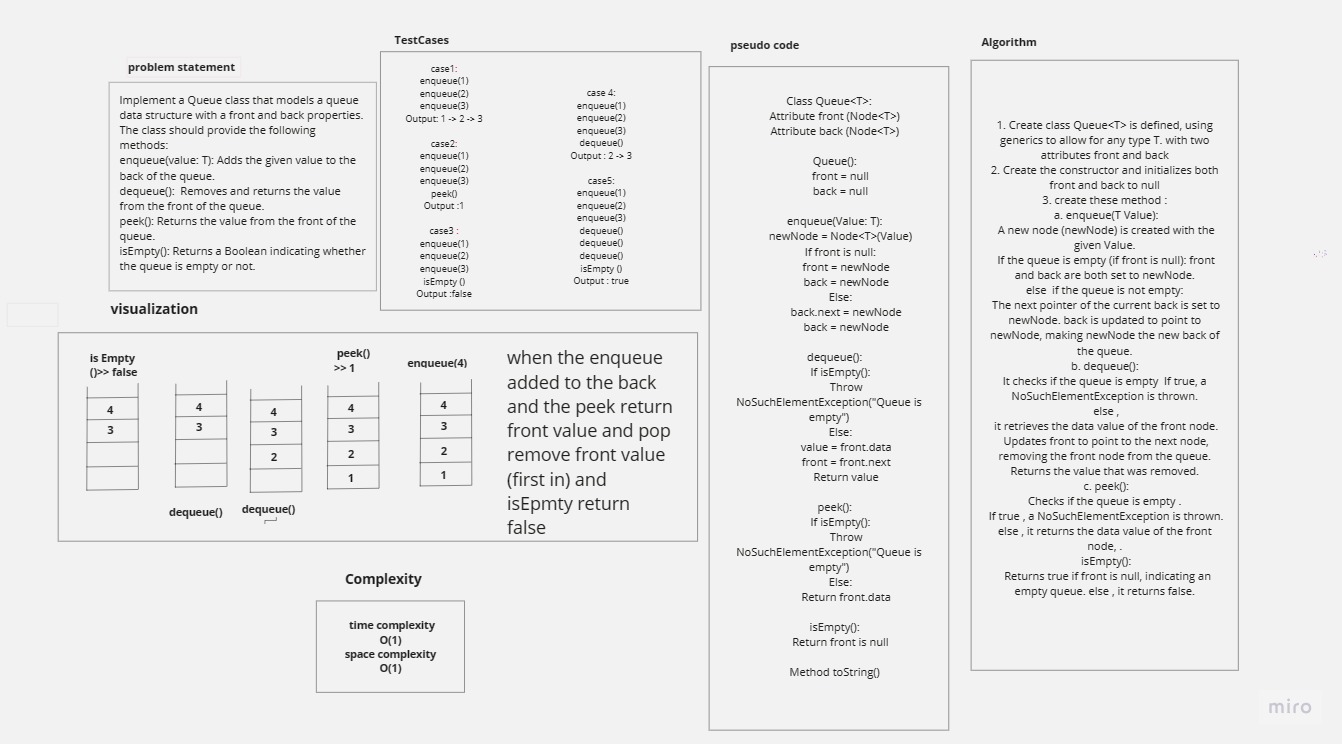 problem statement
Implement a Queue class that models a queue
data structure with a front and back properties.
The class should provide the following
methods:
enqueue(value: T): Adds the given value to the
back of the queue.
dequeue(): Removes and returns the value
from the front of the queue.
peek(): Returns the value from the front of the
queue.
isEmpty(): Returns a Boolean indicating whether
the queue is empty or not.
TestCases
case1:
enqueue(1)
enqueue(2)
enqueue(3)
Output: 1 -> 2 -> 3
case2:
enqueue(1)
enqueue(2)
enqueue(3)
peek()
Output :1
case3 :
enqueue(1)
enqueue(2)
enqueue(3)
isEmpty ()
Output :false
case 4:
enqueue(1)
enqueue(2)
enqueue(3)
dequeue()
Output : 2 -> 3
case5:
enqueue(1)
enqueue(2)
enqueue(3)
dequeue()
dequeue()
dequeue()
isEmpty ()
Output : true
visualization
is Empty
()>> false
4
3
4
3
dequeue()
4
3
2
dequeue()
peek()
>> 1
4
3
2
1
enqueue(4)
4
3
2
1
when the enqueue
added to the back
and the peek return
front value and pop
remove front value
(first in) and
isEpmty return
false
Complexity
time complexity
O(1)
space complexity
O(1)
pseudo code
Class Queue<T>:
Attribute front (Node<T>)
Attribute back (Node<T>)
Queue():
front = null
back = null
enqueue(Value: T):
newNode = Node<T>(Value)
If front is null:
front = newNode
back = newNode
Else:
back.next = newNode
back = newNode
dequeue():
If isEmpty():
Throw
NoSuchElementException("Queue is
empty")
Else:
value = front.data
front = front.next
Return value
peek():
If isEmpty():
Throw
NoSuchElementException("Queue is
empty")
Else:
Return front.data
isEmpty():
Return front is null
Method toString()
Algorithm
1. Create class Queue<T> is defined, using
generics to allow for any type T. with two
attributes front and back
2. Create the constructor and initializes both
front and back to null
3. create these method :
a. enqueue(T Value):
A new node (newNode) is created with the
given Value.
If the queue is empty (if front is null): front
and back are both set to newNode.
else if the queue is not empty:
The next pointer of the current back is set to
newNode. back is updated to point to
newNode, making newNode the new back of
the queue.
b. dequeue():
It checks if the queue is empty If true, a
NoSuchElementException is thrown.
else ,
it retrieves the data value of the front node.
Updates front to point to the next node,
removing the front node from the queue.
Returns the value that was removed.
c. peek():
Checks if the queue is empty .
If true , a NoSuchElementException is thrown.
else , it returns the data value of the front
node, .
isEmpty():
Returns true if front is null, indicating an
empty queue. else , it returns false.
miro